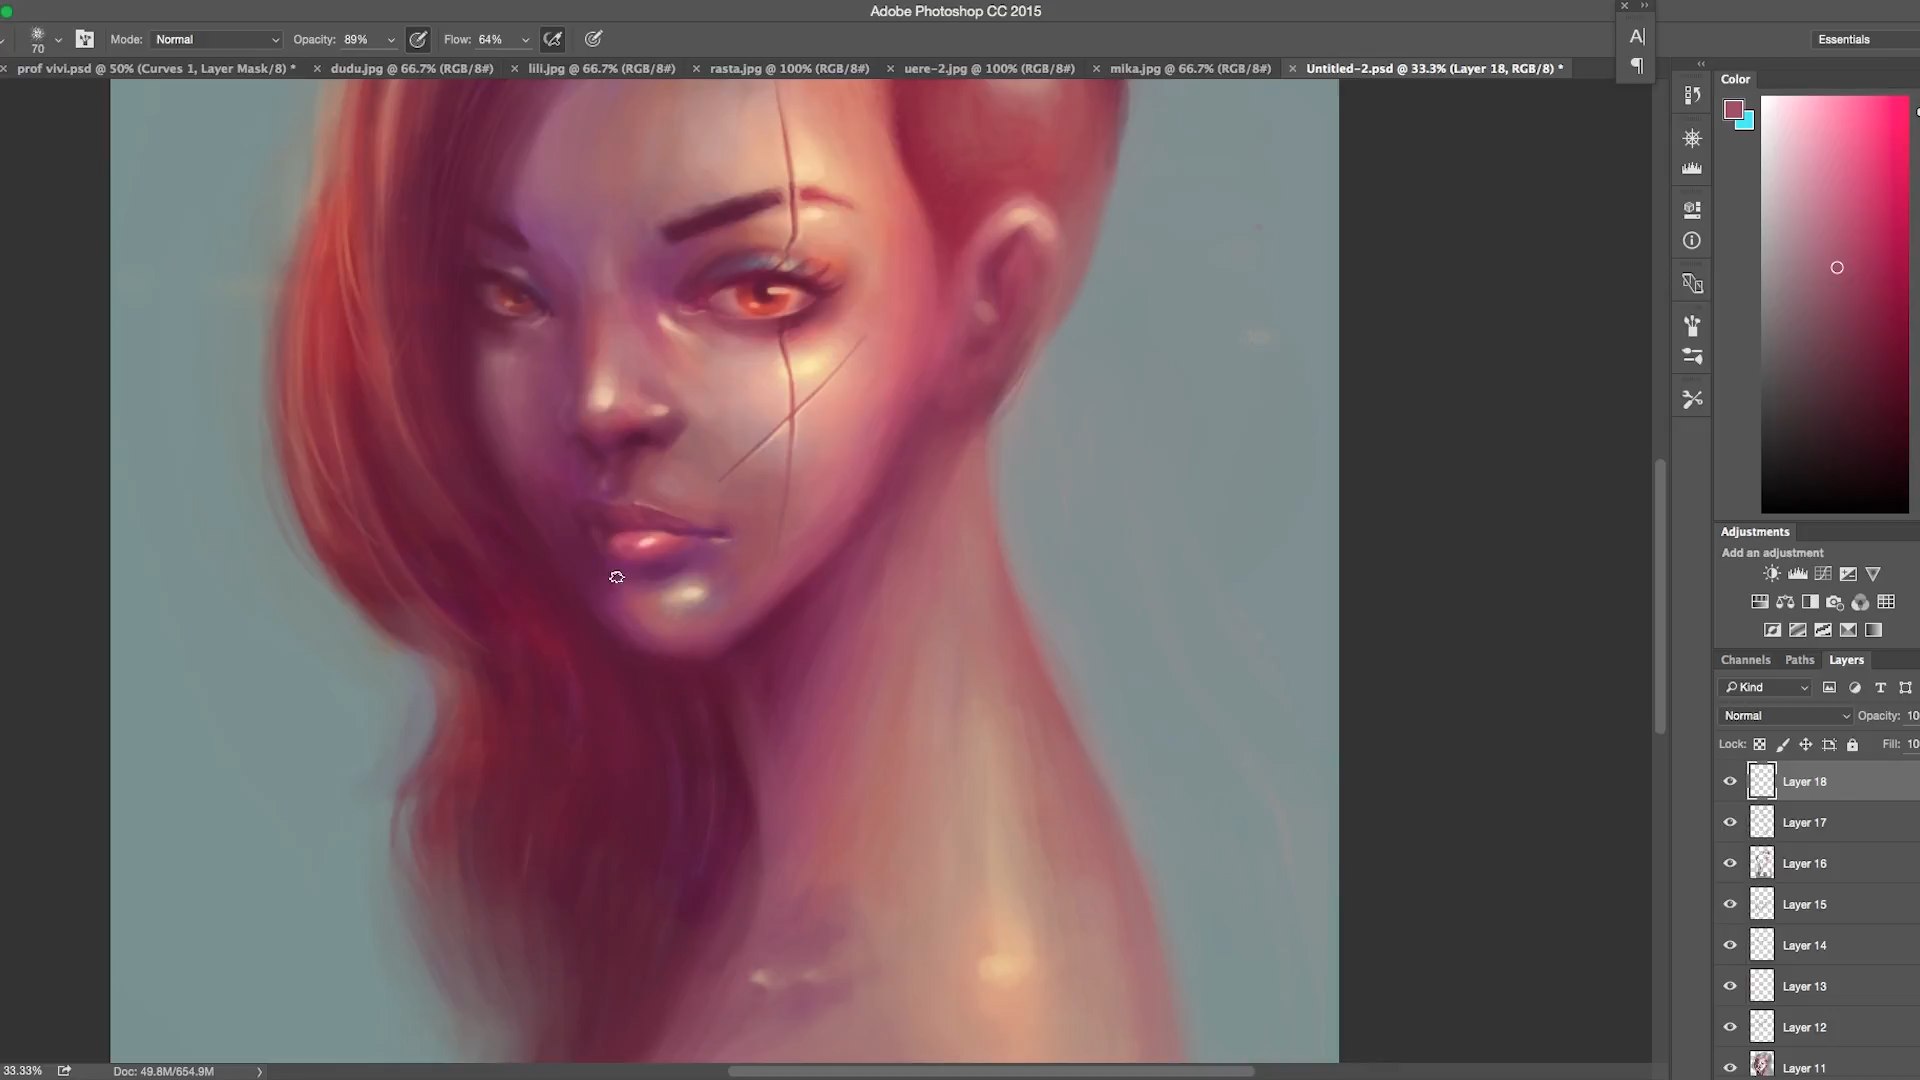 Adobe Photoshop CC 2015
70
Mode: Normal
Opacity: 89%
Flow: 64%
A|
¶
Essentials
prof vivi.psd @ 50% (Curves 1, Layer Mask/8) *
dudu.jpg @ 66.7% (RGB/8#)
lili.jpg @ 66.7% (RGB/8#)
rasta.jpg @ 100% (RGB/8#)
uere-2.jpg @ 100% (RGB/8#)
mika.jpg @ 66.7% (RGB/8#)
Untitled-2.psd @ 33.3% (Layer 18, RGB/8) *
Color
Adjustments
Add an adjustment
Channels
Paths
Layers
Kind
T
Normal
Opacity: 10
Lock:
Fill: 10
Layer 18
Layer 17
Layer 16
Layer 15
Layer 14
Layer 13
Layer 12
Layer 11
33.33%
Doc: 49.8M/654.9M